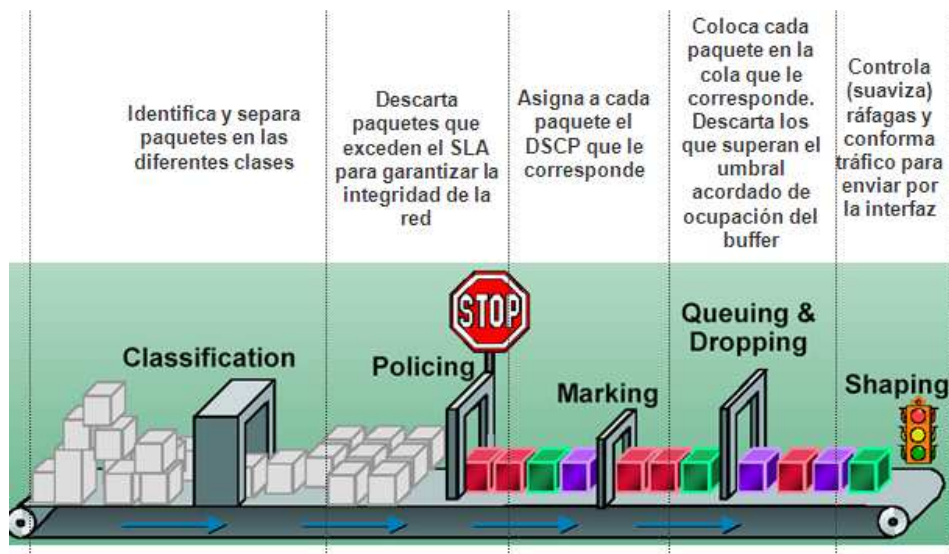 Identifica y separa
paquetes en las
diferentes clases
Descarta
paquetes que
exceden el SLA
para garantizar la
integridad de la
red
Asigna a cada
paquete el
DSCP que le
corresponde
Coloca cada
paquete en la
cola que le
corresponde.
Descarta los
que superan el
umbral
acordado de
ocupación del
buffer
Controla
(suaviza)
ráfagas y
conforma
tráfico para
enviar por
la interfaz
Classification
Policing
STOP
Marking
Queuing &
Dropping
Shaping